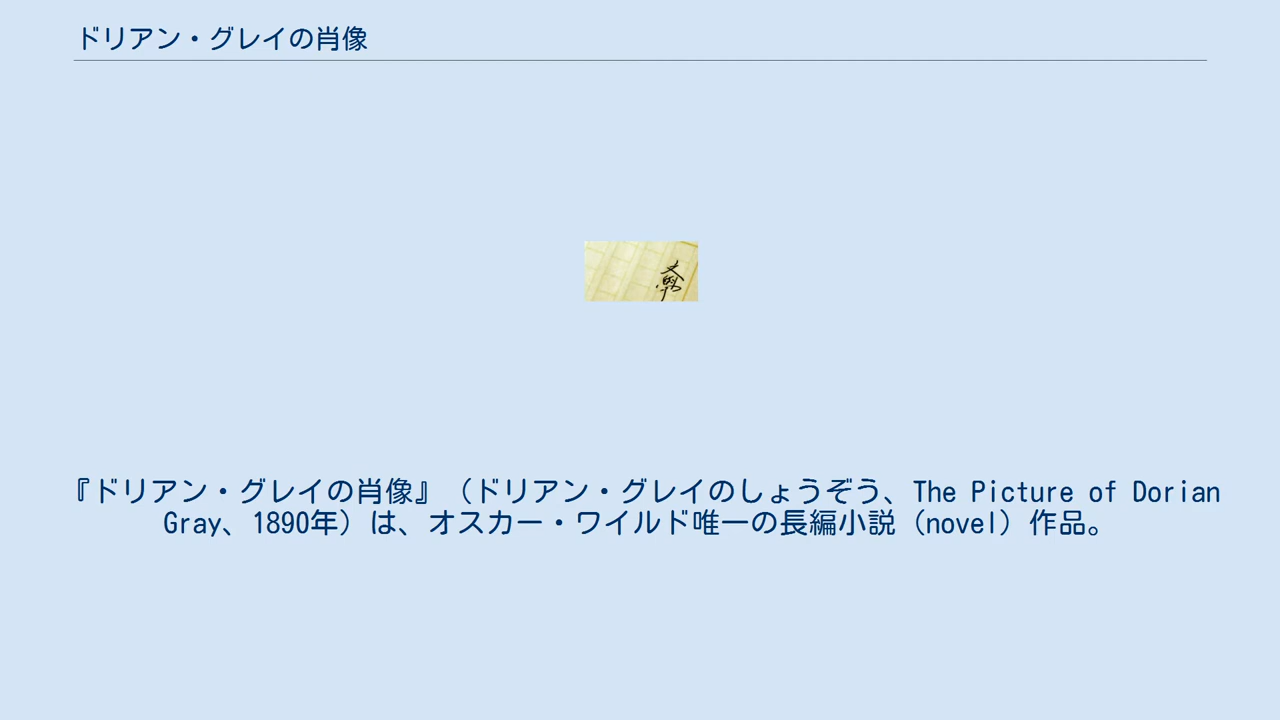 ドリアン・グレイの肖像
『ドリアン・グレイの肖像』（ドリアン・グレイのしょうぞう、The Picture of Dorian
Gray、1890年）は、オスカー・ワイルド唯一の長編小説（novel）作品。